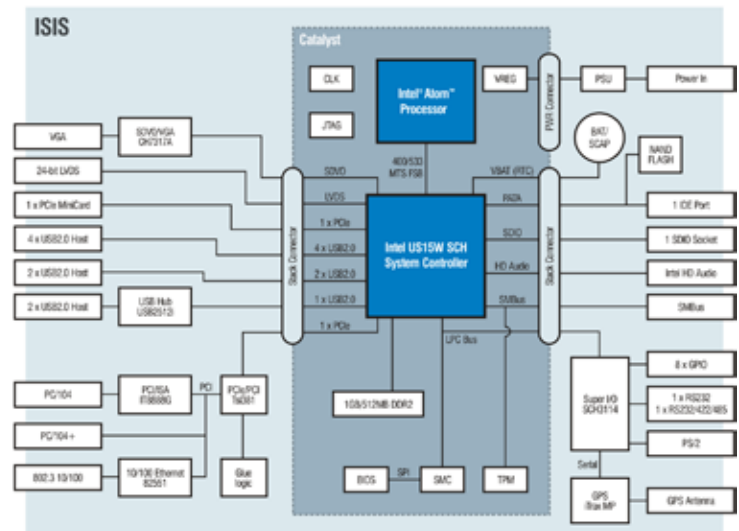 ISIS
Catalyst
CLK
JTAG
Intel® Atom™
Processor
VREG
PWR Connector
PSU
Power In
BAT/
SCAP
NAND
FLASH
VGA
SDVO/VGA
CH7317A
24-bit LVDS
1 x PCIe MiniCard
4 x USB2.0 Host
2 x USB2.0 Host
2 x USB2.0 Host
USB Hub
USB2512i
Stack Connector
SDVO
LVDS
1 x PCIe
4 x USB2.0
2 x USB2.0
1 x USB2.0
1 x PCIe
400/533
MTS FSB
Intel US15W SCH
System Controller
VBAT (RTC)
PATA
SDIO
HD Audio
SMBus
LPC Bus
Stack Connector
1 IDE Port
1 SDIO Socket
Intel HD Audio
SMBus
PC/104
PCI/ISA
IT8888G
PCI
PCIe/PCI
Tsi381
PC/104+
802.3 10/100
10/100 Ethernet
82551
Glue
logic
1GB/512MB DDR2
BIOS
SPI
SMC
TPM
Super I/O
SCH3114
8 x GPIO
1 x RS232
1 x RS232/422/485
PS/2
Serial
GPS
iTrax MP
GPS Antenna